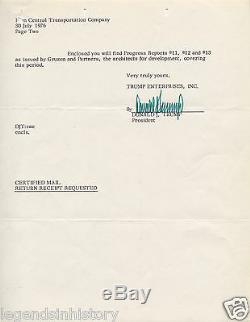 Penn Central Transportation Company
30 July 1976
Page Two
Enclosed you will find Progress Reports #11, #12 and #13
as issued by Gruzen and Partners, the architects for development, covering
this period.
Very truly yours,
TRUMP ENTERPRISES, INC.
By
DONALD J. TRUMP
President
DJT:
encls.
CERTIFIED MAIL
RETURN RECEIPT REQUESTED
legendsinhistory